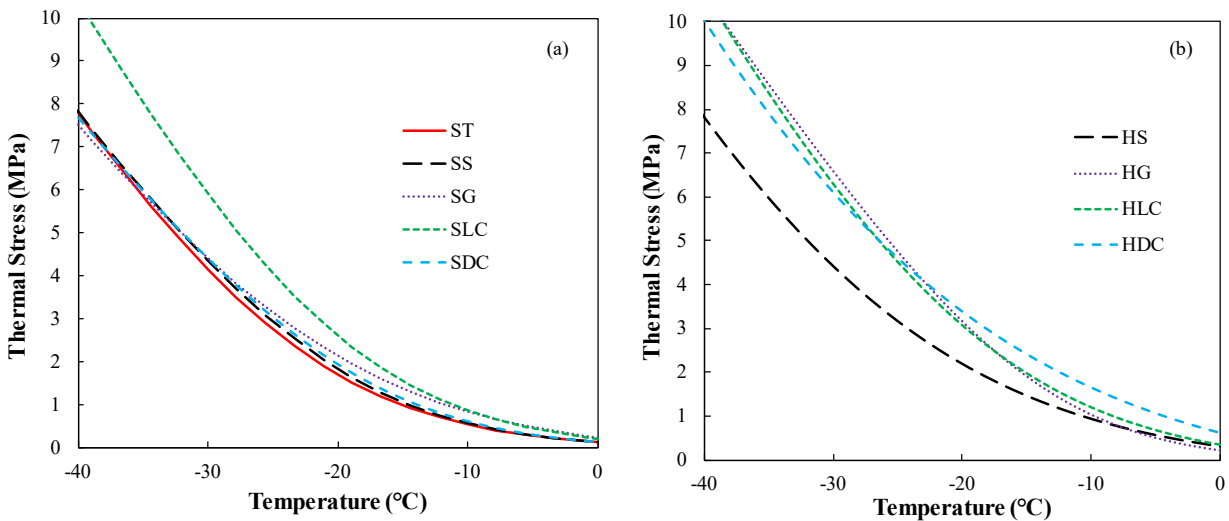 (a)
10
9
8
7
6
5
4
3
2
1
0
Thermal Stress (MPa)
ST
SS
SG
SLC
SDC
-40 -30 -20 -10 0
Temperature (°C)
(b)
10
9
8
7
6
5
4
3
2
1
0
Thermal Stress (MPa)
HS
HG
HLC
HDC
-40 -30 -20 -10 0
Temperature (°C)